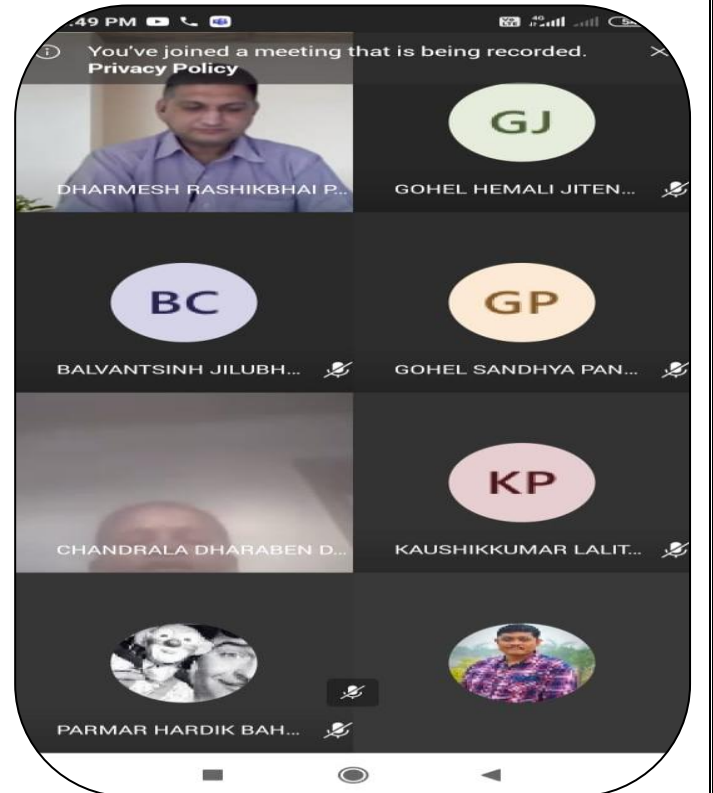 .49 PM
You've joined a meeting that is being recorded.
Privacy Policy
DHARMESH RASHIKBHAI P...
GJ
GOHEL HEMALI JITEN...
BC
BALVANTSINH JILUBH...
GP
GOHEL SANDHYA PAN...
CHANDRALA DHARABEN D...
KP
KAUSHIKKUMAR LALIT...
PARMAR HARDIK BAH...